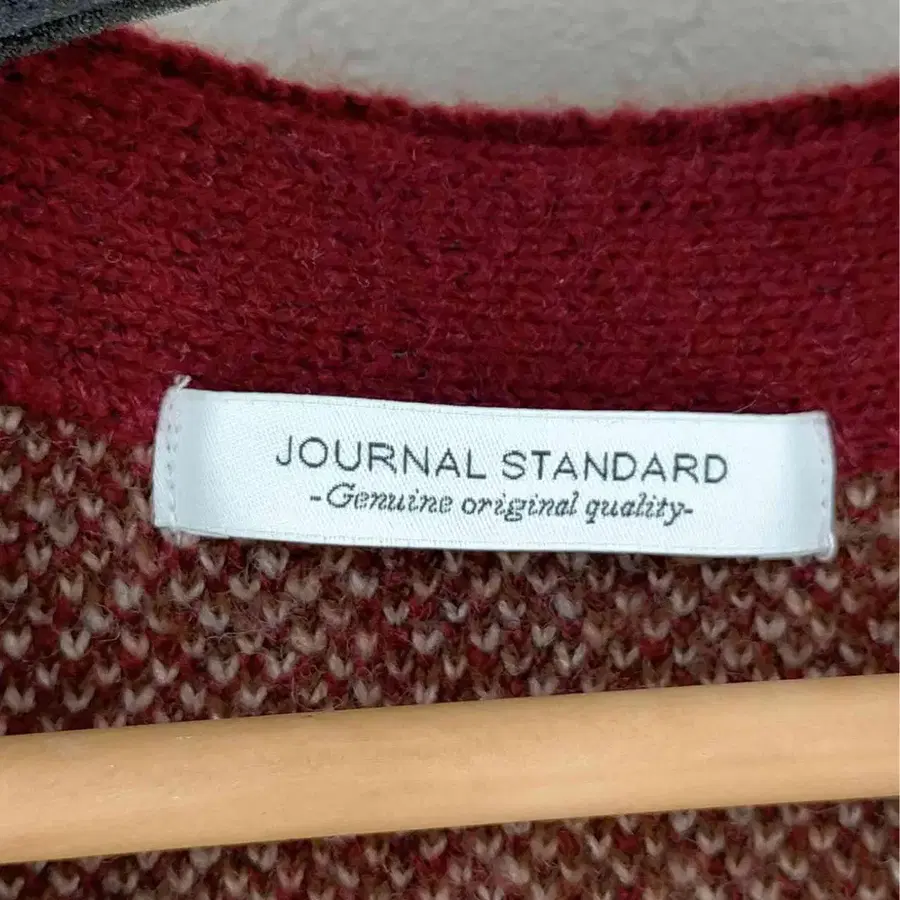 JOURNAL STANDARD
-Genuine original quality-